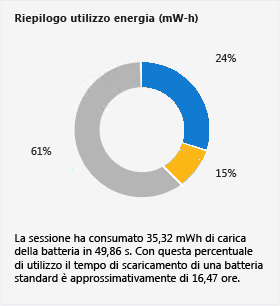 Riepilogo utilizzo energia (mW-h)
24%
61%
15%
La sessione ha consumato 35,32 mWh di carica
della batteria in 49,86 s. Con questa percentuale
di utilizzo il tempo di scaricamento di una batteria
standard è approssimativamente di 16,47 ore.